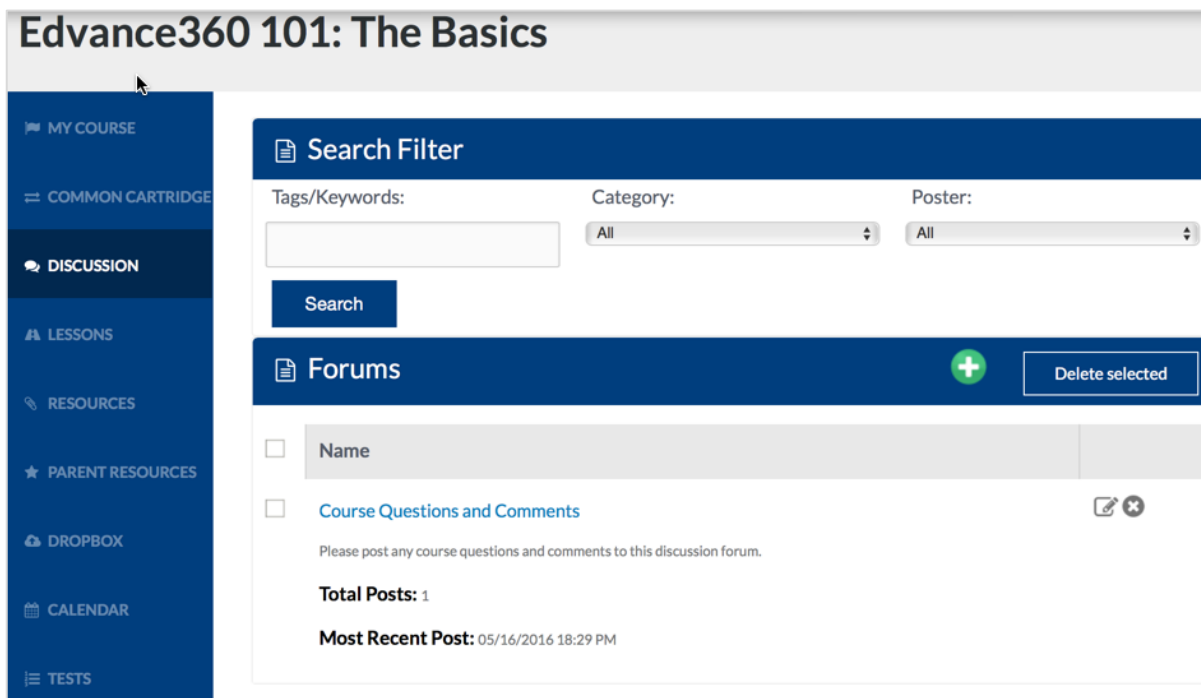 Edvance360 101: The Basics
MY COURSE
COMMON CARTRIDGE
DISCUSSION
LESSONS
RESOURCES
PARENT RESOURCES
DROPBOX
CALENDAR
TESTS
Search Filter
Tags/Keywords: Category: Poster:
All All
Search
Forums Delete selected
Name
Course Questions and Comments
Please post any course questions and comments to this discussion forum.
Total Posts: 1
Most Recent Post: 05/16/2016 18:29 PM